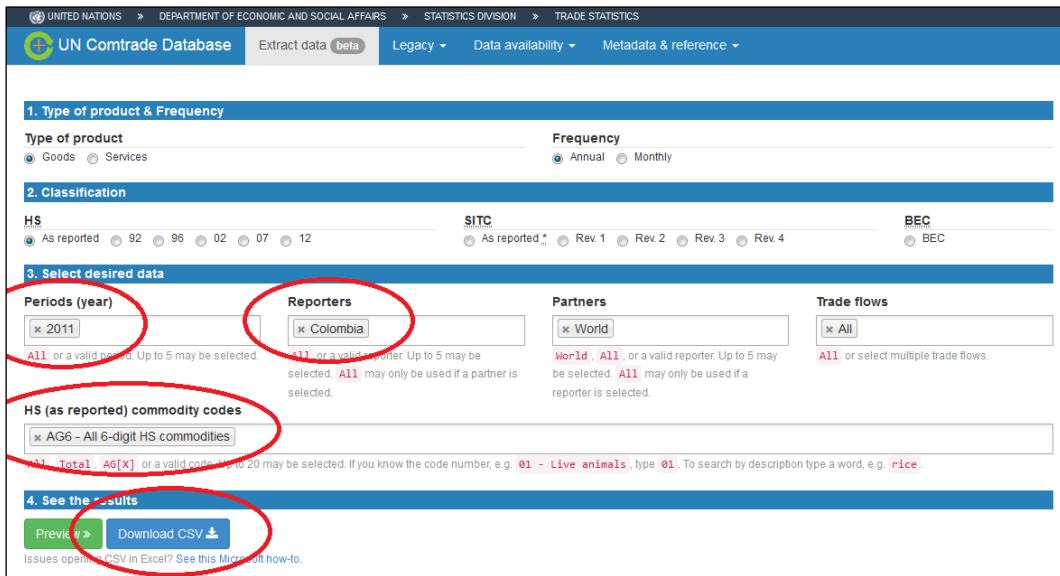 UNITED NATIONS » DEPARTMENT OF ECONOMIC AND SOCIAL AFFAIRS » STATISTICS DIVISION » TRADE STATISTICS
UN Comtrade Database Extract data beta Legacy Data availability Metadata & reference
1. Type of product & Frequency
Type of product Frequency
Goods Services Annual Monthly
2. Classification
HS SITC BEC
As reported 92 96 02 07 12 As reported * Rev. 1 Rev. 2 Rev. 3 Rev. 4 BEC
3. Select desired data
Periods (year) Reporters Partners Trade flows
× 2011 × Colombia × World × All
All or a valid period. Up to 5 may be selected. All or a valid reporter. Up to 5 may World, All, or a valid reporter. Up to 5 may All or select multiple trade flows.
selected. All may only be used if a partner is be selected. All may only be used if a
selected. reporter is selected.
HS (as reported) commodity codes
× AG6 - All 6-digit HS commodities
All, Total, AG[X] or a valid code. Up to 20 may be selected. If you know the code number, e.g. 01 - Live animals, type 01. To search by description type a word, e.g. rice.
4. See the results
Preview » Download CSV
Issues opening CSV in Excel? See this Microsoft how-to.